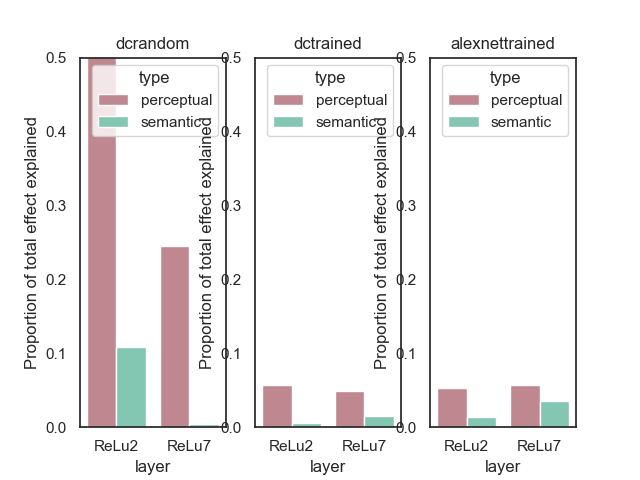 dcrandom
Proportion of total effect explained
0.5
0.4
0.3
0.2
0.1
0.0
type
perceptual
semantic
ReLu2 ReLu7
layer
dctrained
Proportion of total effect explained
0.5
0.4
0.3
0.2
0.1
0.0
type
perceptual
semantic
ReLu2 ReLu7
layer
alexnettrained
Proportion of total effect explained
0.5
0.4
0.3
0.2
0.1
0.0
type
perceptual
semantic
ReLu2 ReLu7
layer